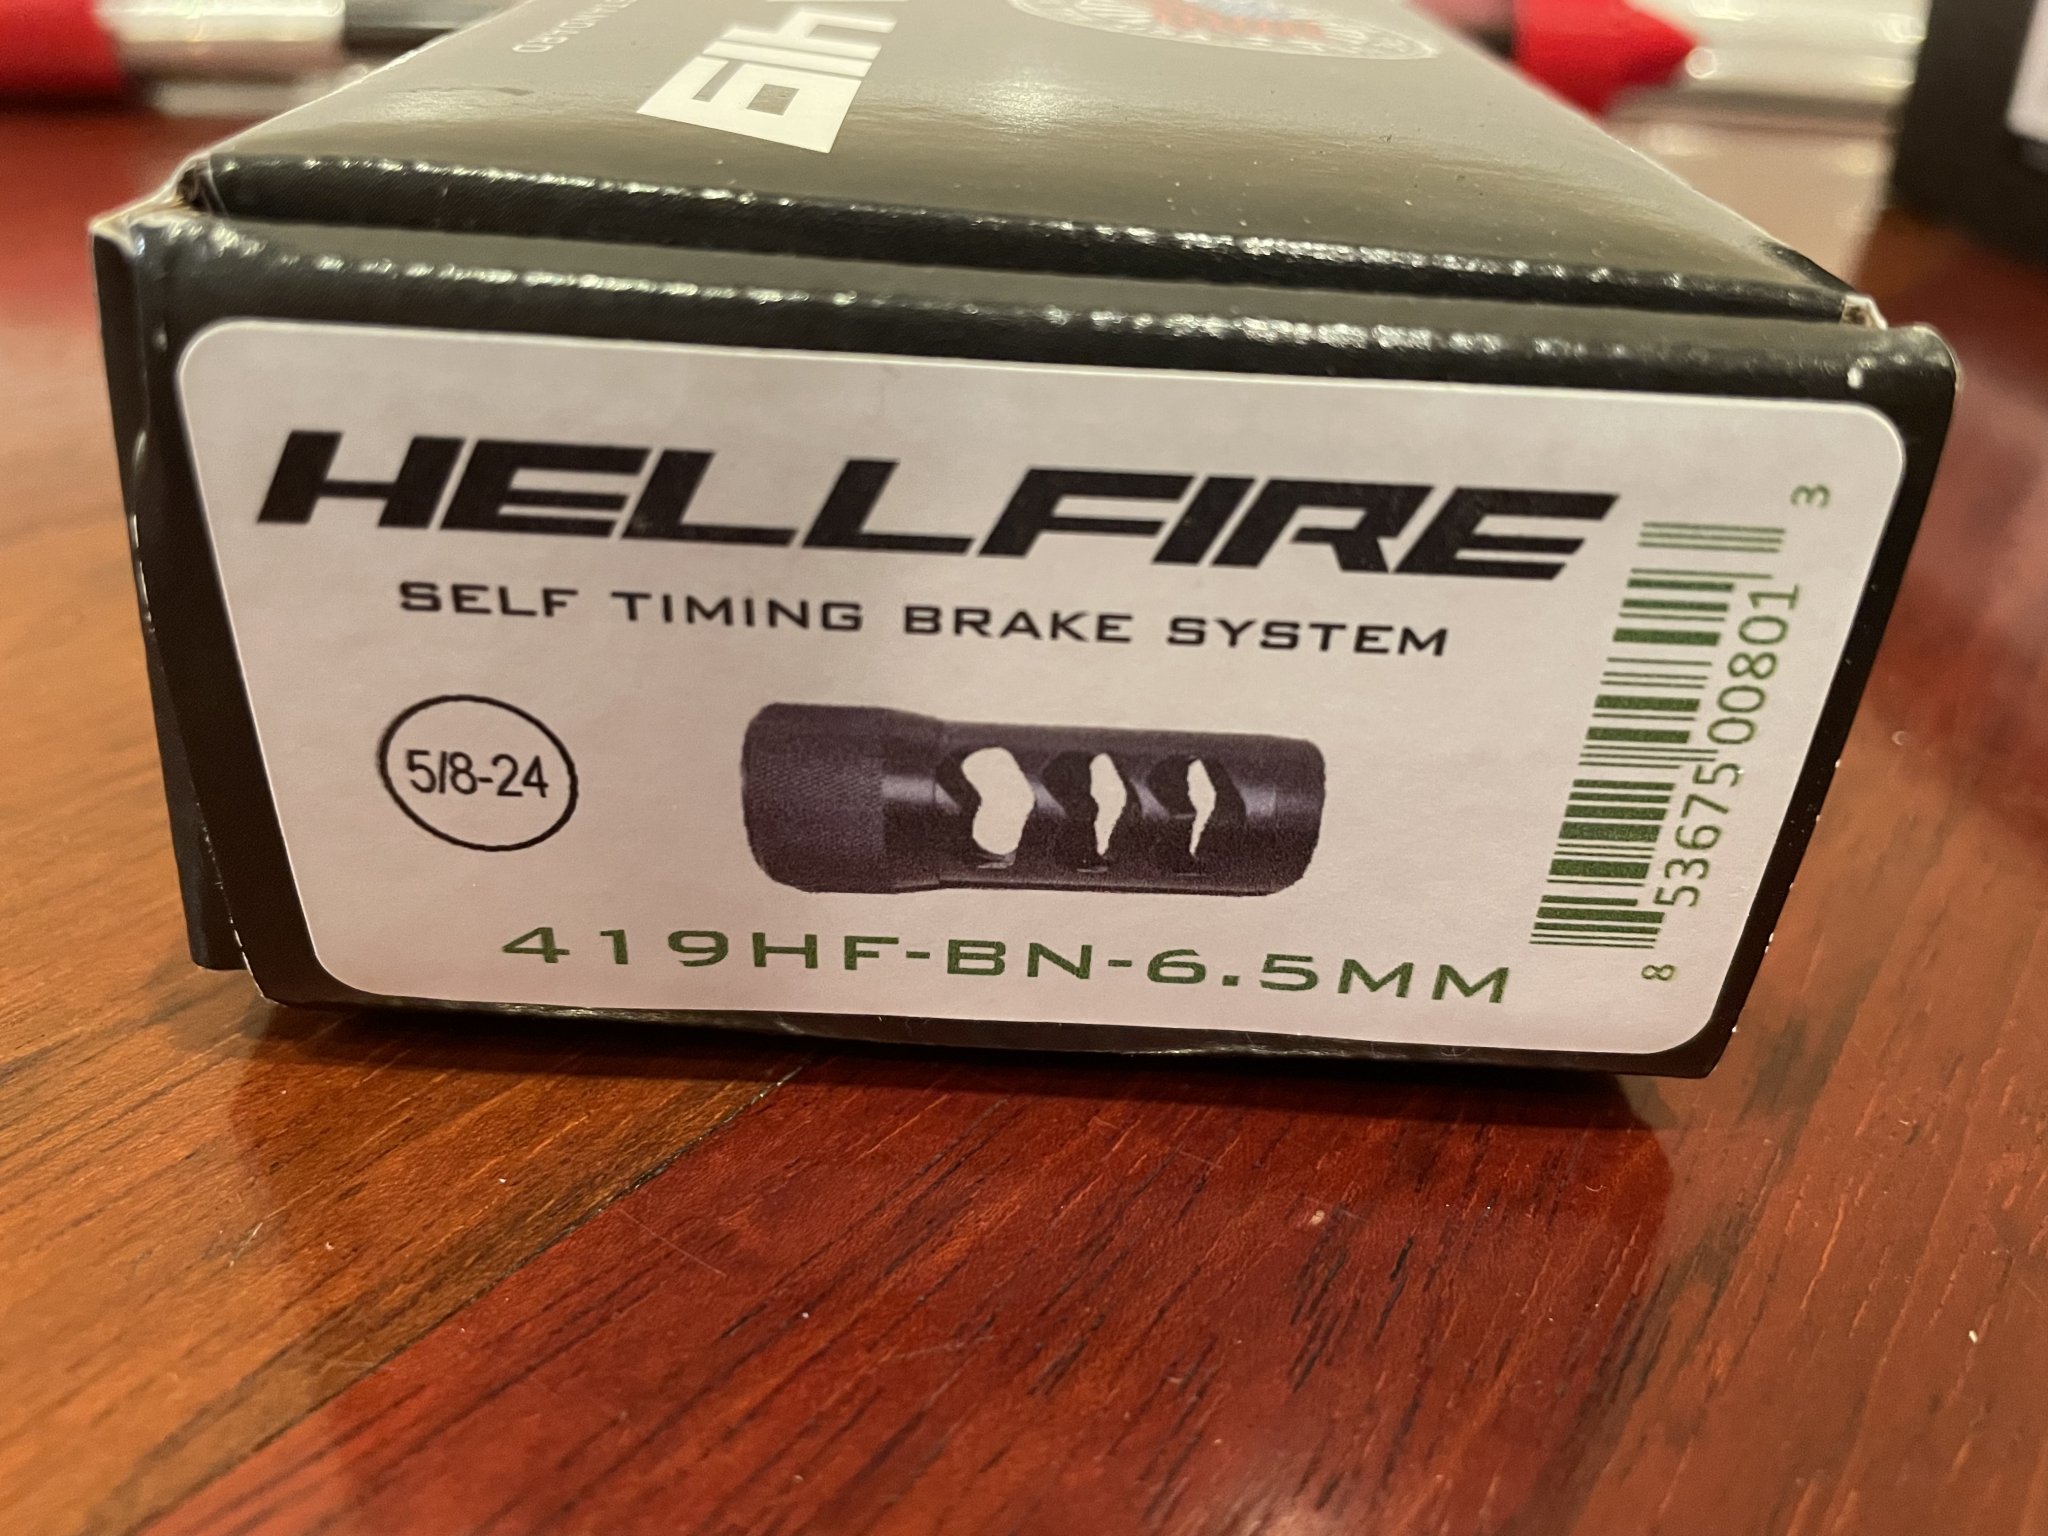 HELLFIRE
SELF TIMING BRAKE SYSTEM
5/8-24
419HF-BN-6.5MM
8 53675 00801 3